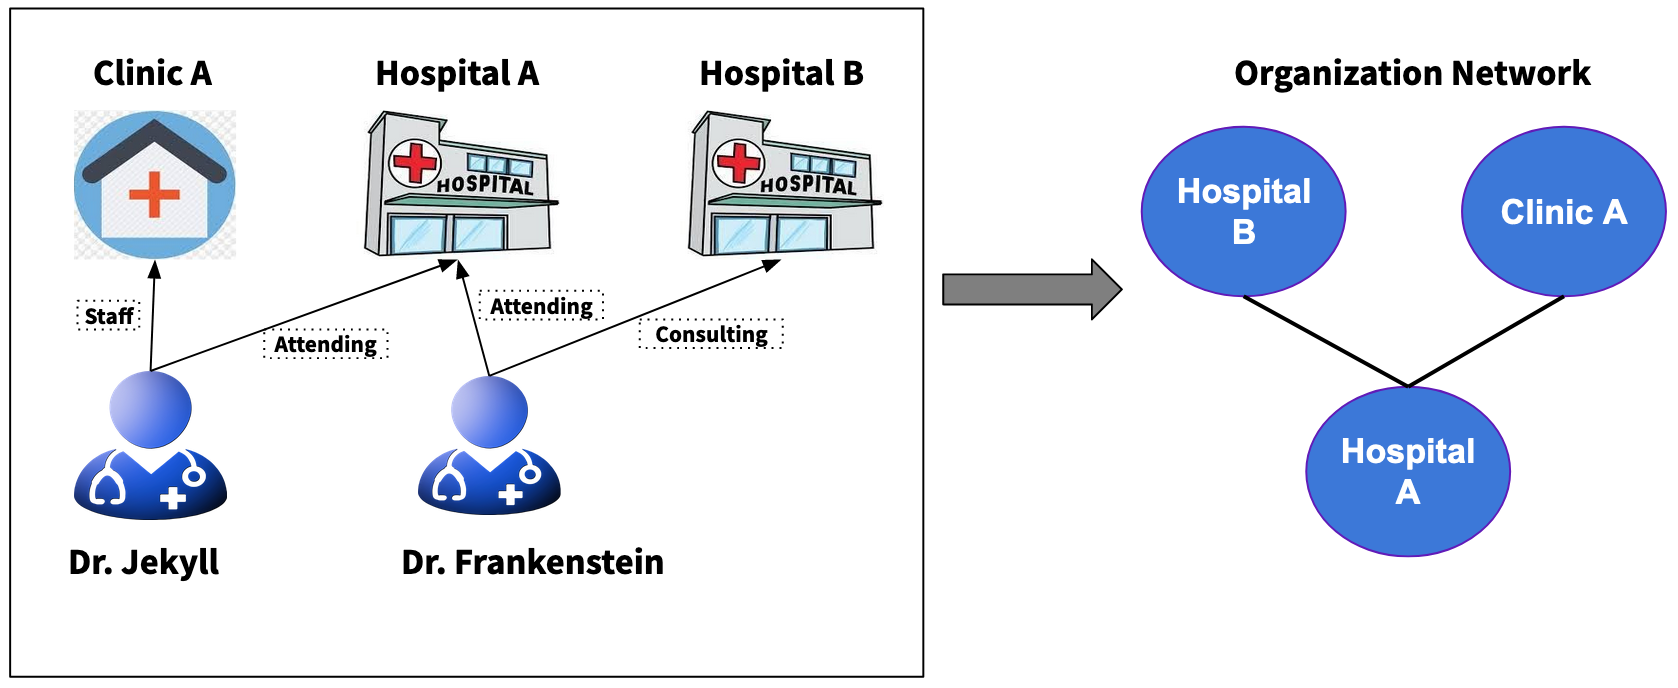 Clinic A
Hospital A
Hospital B
Organization Network
HOSPITAL
HOSPITAL
Hospital
B
Clinic A
Staff
Attending
Attending
Consulting
Hospital
A
Dr. Jekyll
Dr. Frankenstein